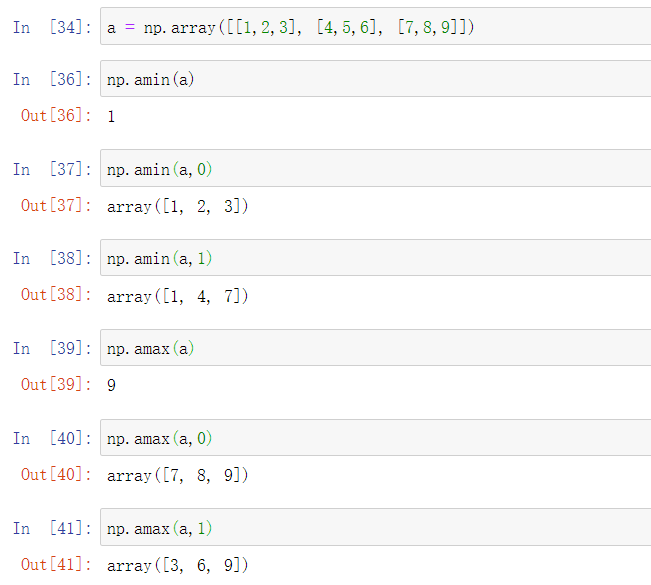 In [34]: a = np.array([[1,2,3], [4,5,6], [7,8,9]])
In [36]: np.amin(a)
Out[36]: 1
In [37]: np.amin(a,0)
Out[37]: array([1, 2, 3])
In [38]: np.amin(a,1)
Out[38]: array([1, 4, 7])
In [39]: np.amax(a)
Out[39]: 9
In [40]: np.amax(a,0)
Out[40]: array([7, 8, 9])
In [41]: np.amax(a,1)
Out[41]: array([3, 6, 9])